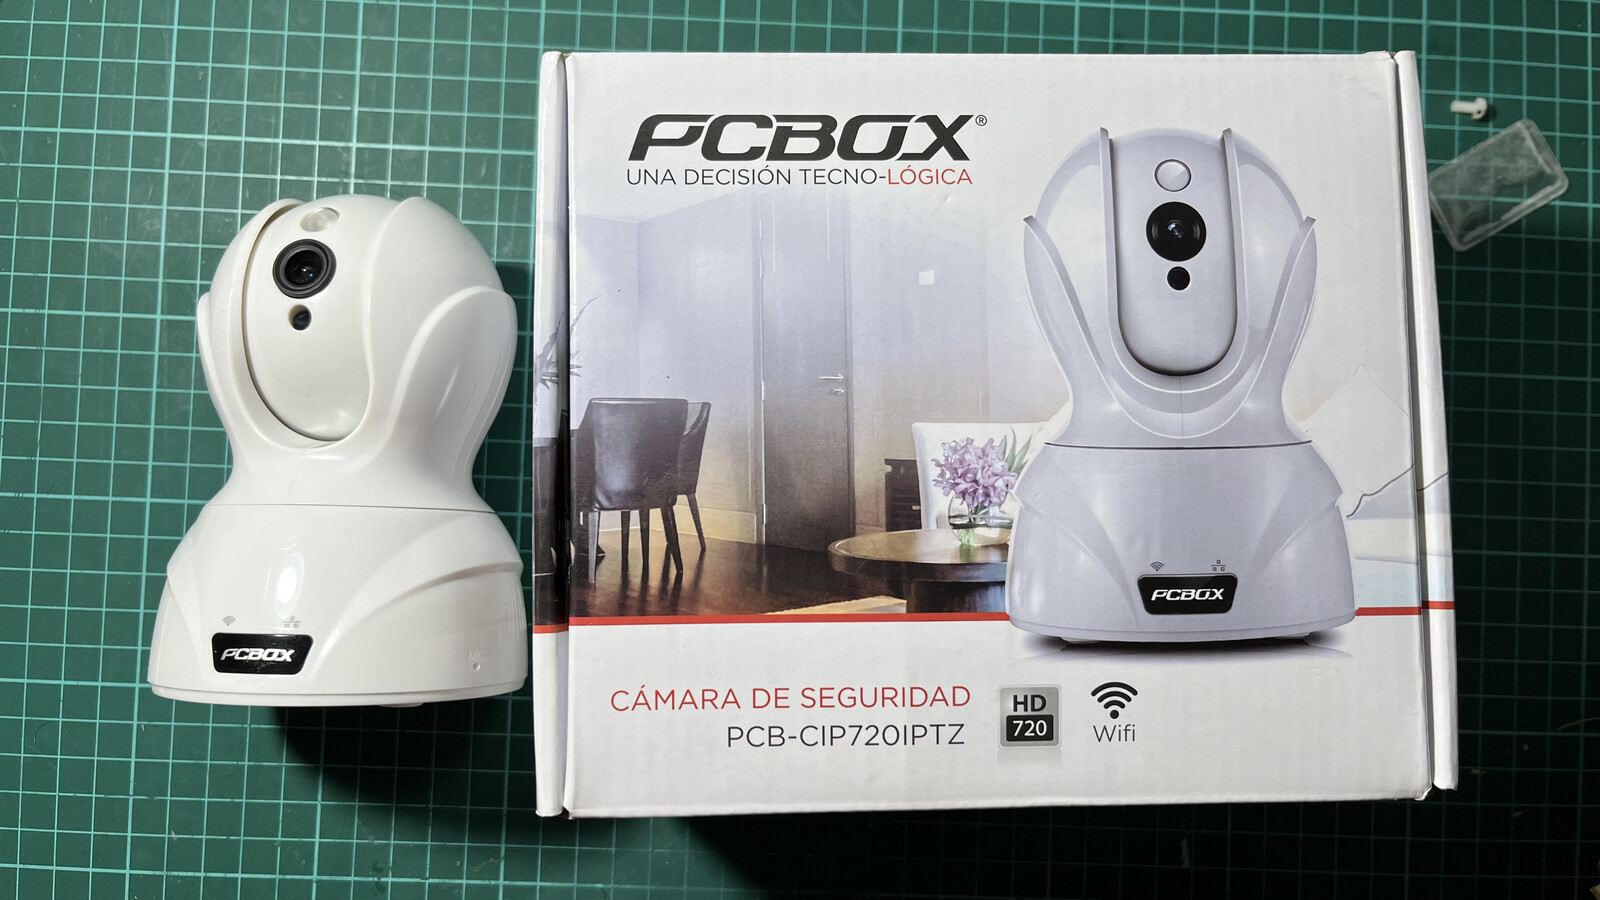 PCBOX®
UNA DECISIÓN TECNO-LÓGICA
PCBOX
PCBOX
CÁMARA DE SEGURIDAD
PCB-CIP720IPTZ
HD
720
Wifi